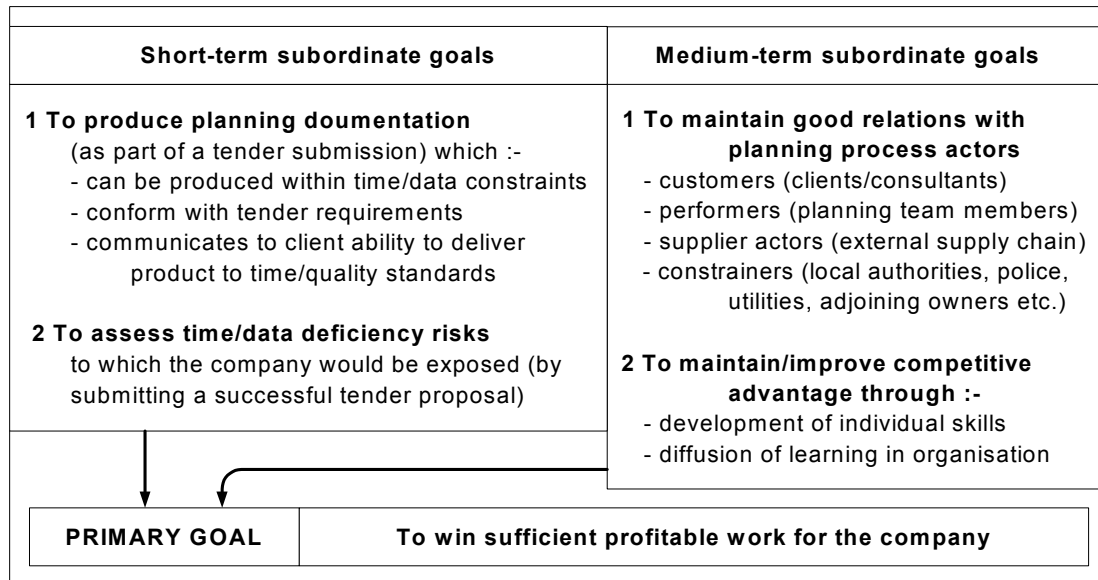 Short-term subordinate goals
1 To produce planning doumentation
(as part of a tender submission) which :-
- can be produced within time/data constraints
- conform with tender requirements
- communicates to client ability to deliver
product to time/quality standards
2 To assess time/data deficiency risks
to which the company would be exposed (by
submitting a successful tender proposal)
Medium-term subordinate goals
1 To maintain good relations with
planning process actors
- customers (clients/consultants)
- performers (planning team members)
- supplier actors (external supply chain)
- constrainers (local authorities, police,
utilities, adjoining owners etc.)
2 To maintain/improve competitive
advantage through :-
- development of individual skills
- diffusion of learning in organisation
PRIMARY GOAL
To win sufficient profitable work for the company